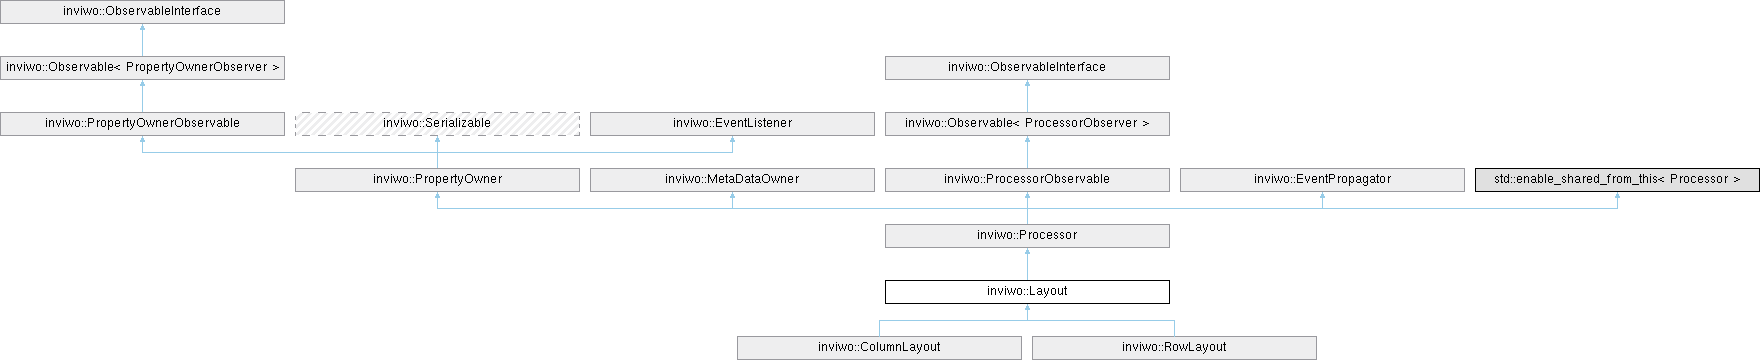 inviwo::ObservableInterface
inviwo::Observable< PropertyOwnerObserver >
inviwo::ObservableInterface
inviwo::PropertyOwnerObservable
inviwo::Serializable
inviwo::EventListener
inviwo::Observable< ProcessorObserver >
inviwo::PropertyOwner
inviwo::MetaDataOwner
inviwo::ProcessorObservable
inviwo::EventPropagator
std::enable_shared_from_this< Processor >
inviwo::Processor
inviwo::Layout
inviwo::ColumnLayout
inviwo::RowLayout